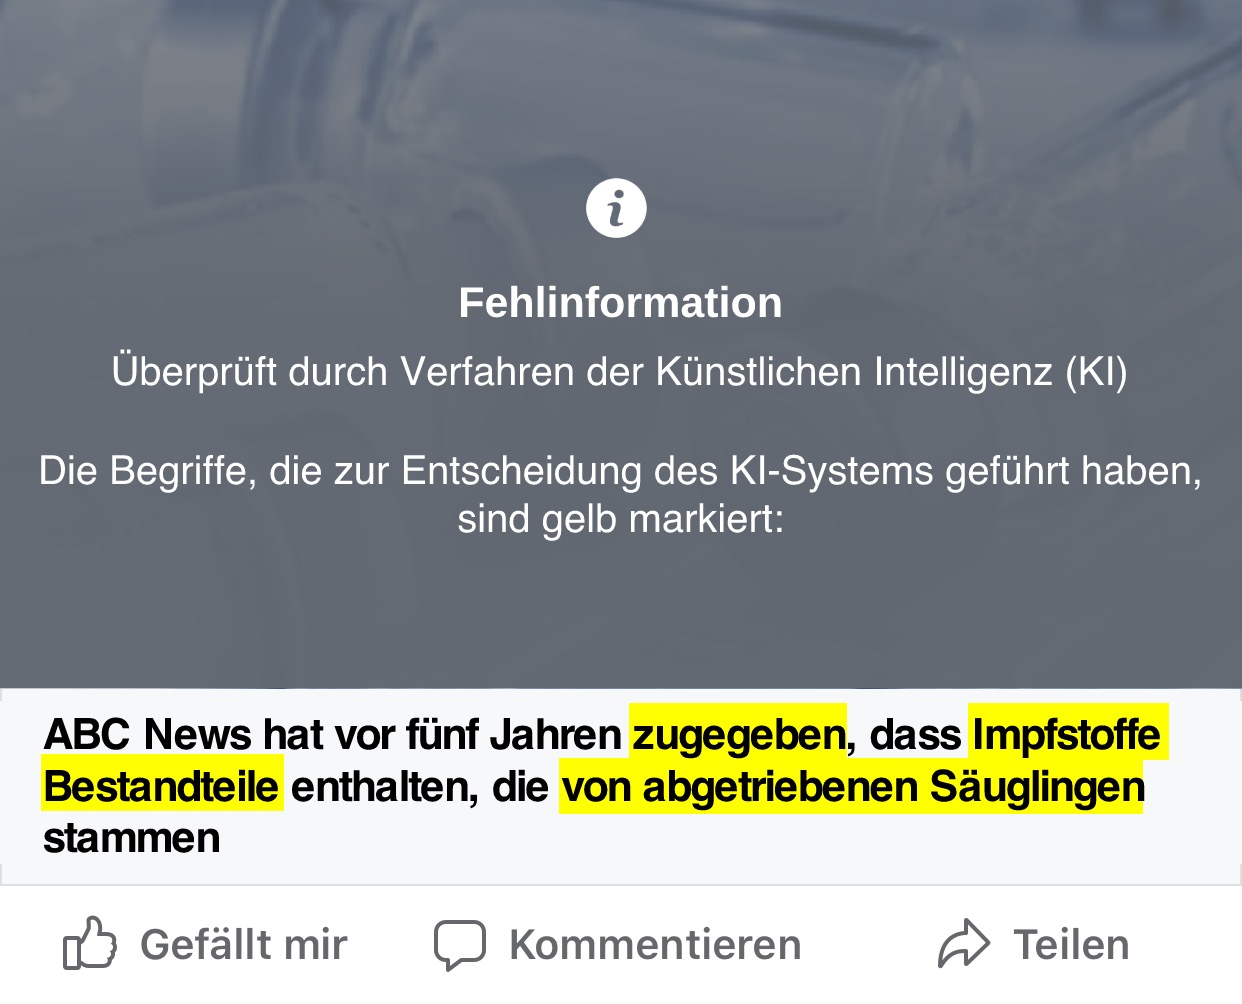 Fehlinformation
Überprüft durch Verfahren der Künstlichen Intelligenz (KI)
Die Begriffe, die zur Entscheidung des KI-Systems geführt haben,
sind gelb markiert:
ABC News hat vor fünf Jahren zugegeben, dass Impfstoffe
Bestandteile enthalten, die von abgetriebenen Säuglingen
stammen
Gefällt mir Kommentieren Teilen